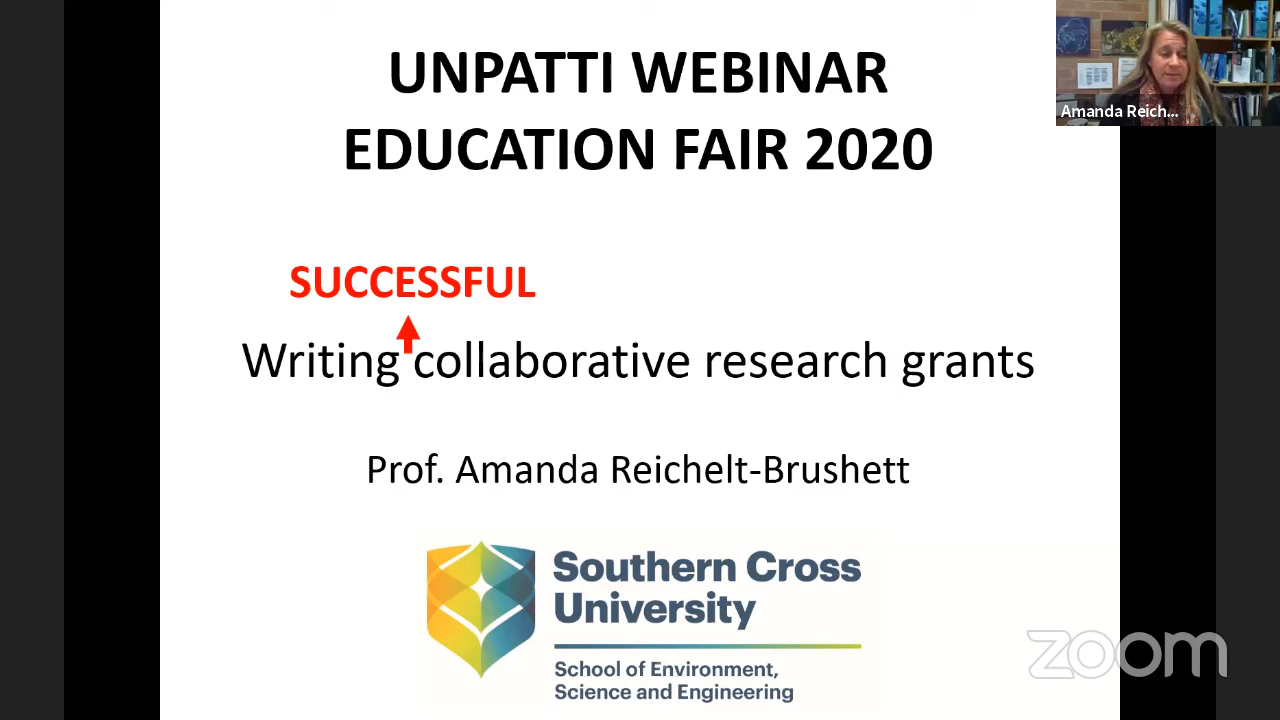 UNPATTI WEBINAR
EDUCATION FAIR 2020
Amanda Reich...
SUCCESSFUL
Writing collaborative research grants
Prof. Amanda Reichelt-Brushett
Southern Cross
University
School of Environment,
Science and Engineering
zoom